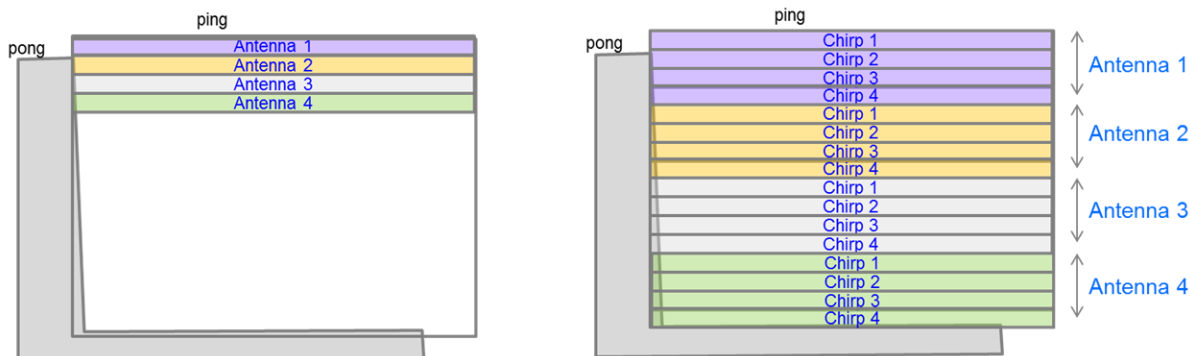 ping
pong
Antenna 1
Antenna 2
Antenna 3
Antenna 4
ping
pong
Chirp 1
Chirp 2
Chirp 3
Chirp 4
Antenna 1
Chirp 1
Chirp 2
Chirp 3
Chirp 4
Antenna 2
Chirp 1
Chirp 2
Chirp 3
Chirp 4
Antenna 3
Chirp 1
Chirp 2
Chirp 3
Chirp 4
Antenna 4